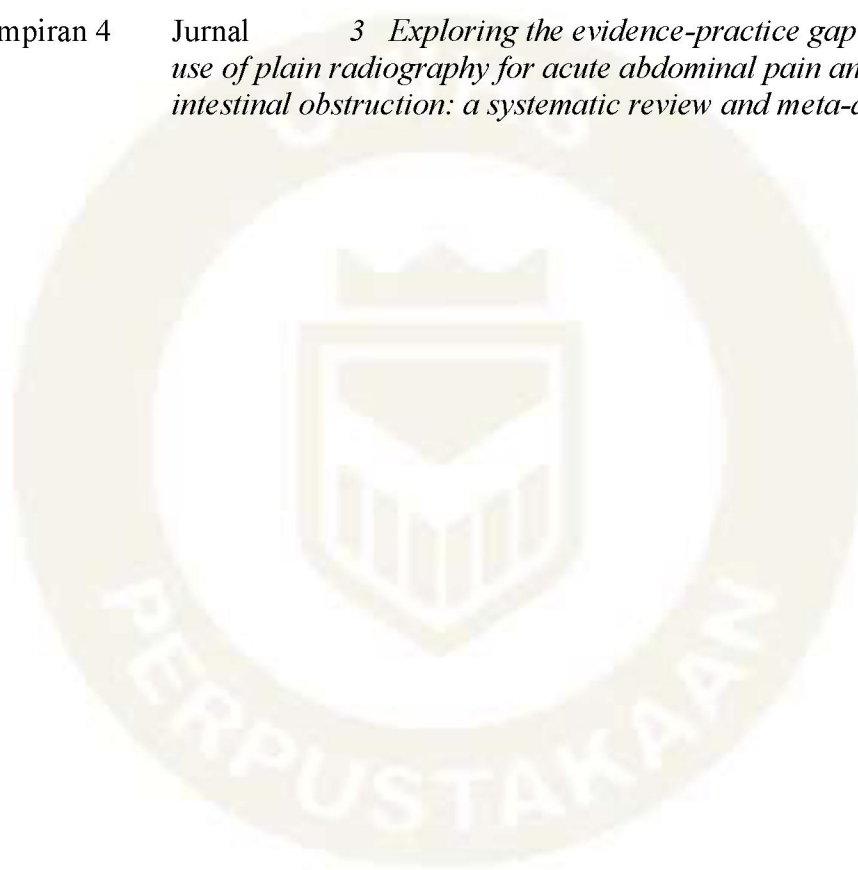 mpiran 4 Jurnal 3 Exploring the evidence-practice gap
use of plain radiography for acute abdominal pain an
intestinal obstruction: a systematic review and meta-a
PERPUSTAKAAN